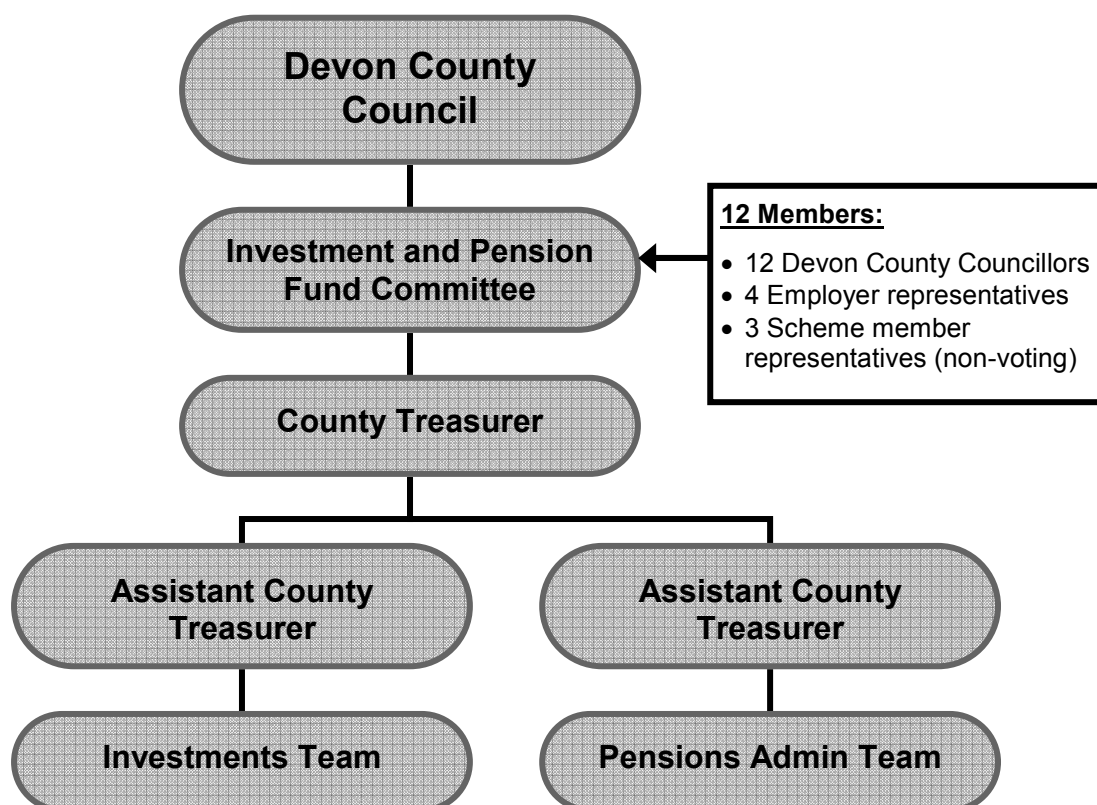 Devon County
Council
Investment and Pension
Fund Committee
12 Members:
• 12 Devon County Councillors
• 4 Employer representatives
• 3 Scheme member
representatives (non-voting)
County Treasurer
Assistant County
Treasurer
Assistant County
Treasurer
Investments Team
Pensions Admin Team